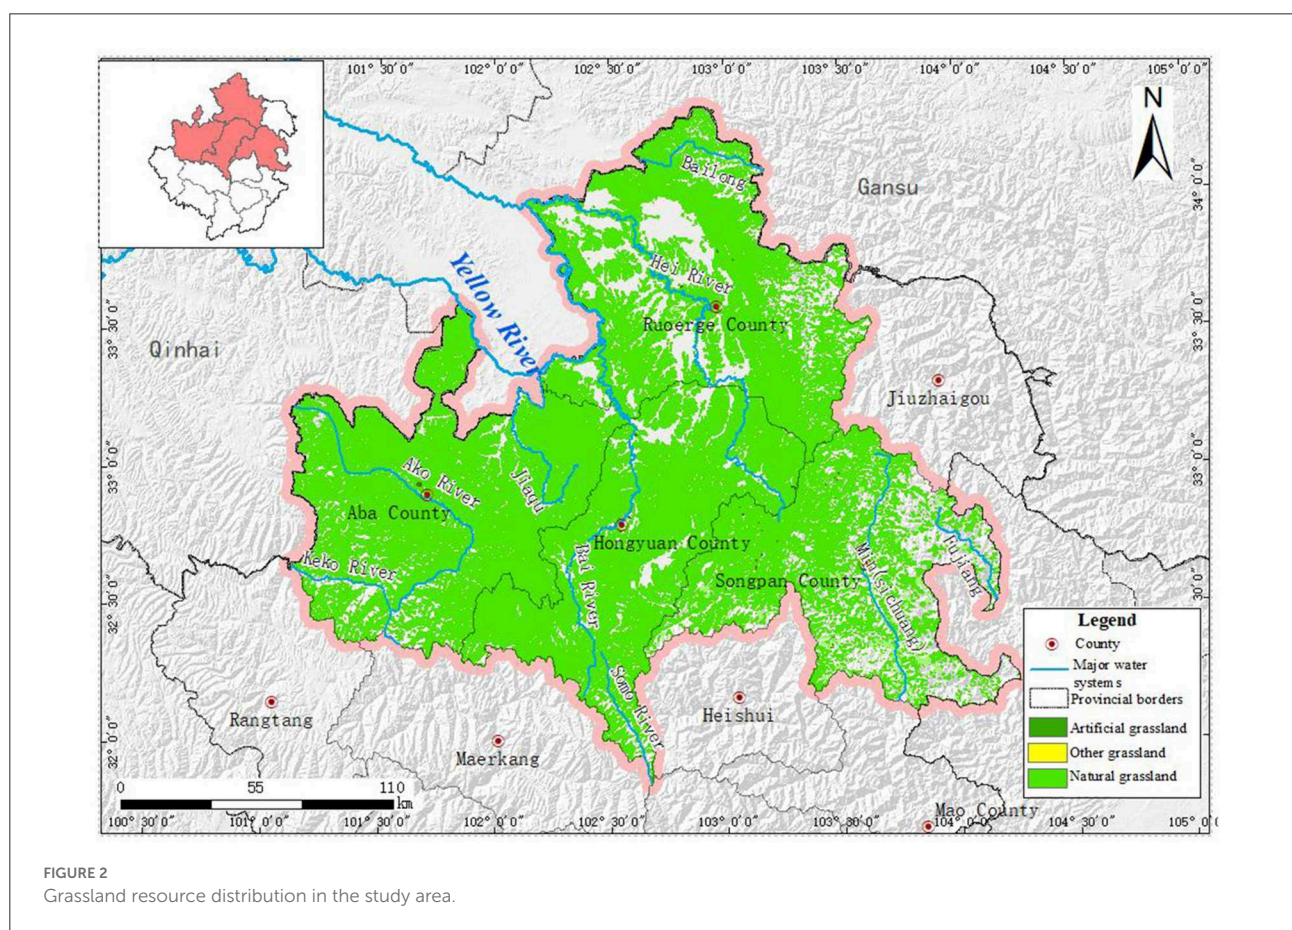 101° 30′ 0″
102° 0′ 0″
102° 30′ 0″
103° 0′ 0″
103° 30′ 0″
104° 0′ 0″
104° 30′ 0″
105° 0′ 0″
N
Bailong
Gansu
34° 0′ 0″
Hei River
Yellow River
Ruoerge County
33° 30′ 0″
33° 30′ 0″
Qinhai
Jiuzhaigou
33° 0′ 0″
33° 0′ 0″
Ako River
Jiaqu
Aba County
Hongyuan County
Bai River
Songpan County
Fujiang
Keko River
32° 30′ 0″
30′ 0″
Min(sichuang)
Legend
County
Major water
systems
Provincial borders
Artificial grassland
Other grassland
Natural grassland
Somo River
Rangtang
Heishui
Maerkang
32° 0′ 0″
0
55
110
km
Mao County
100° 30′ 0″
101° 0′ 0″
101° 30′ 0″
102° 0′ 0″
102° 30′ 0″
103° 0′ 0″
103° 30′ 0″
104° 0′ 0″
104° 30′ 0″
105° 0
FIGURE 2
Grassland resource distribution in the study area.